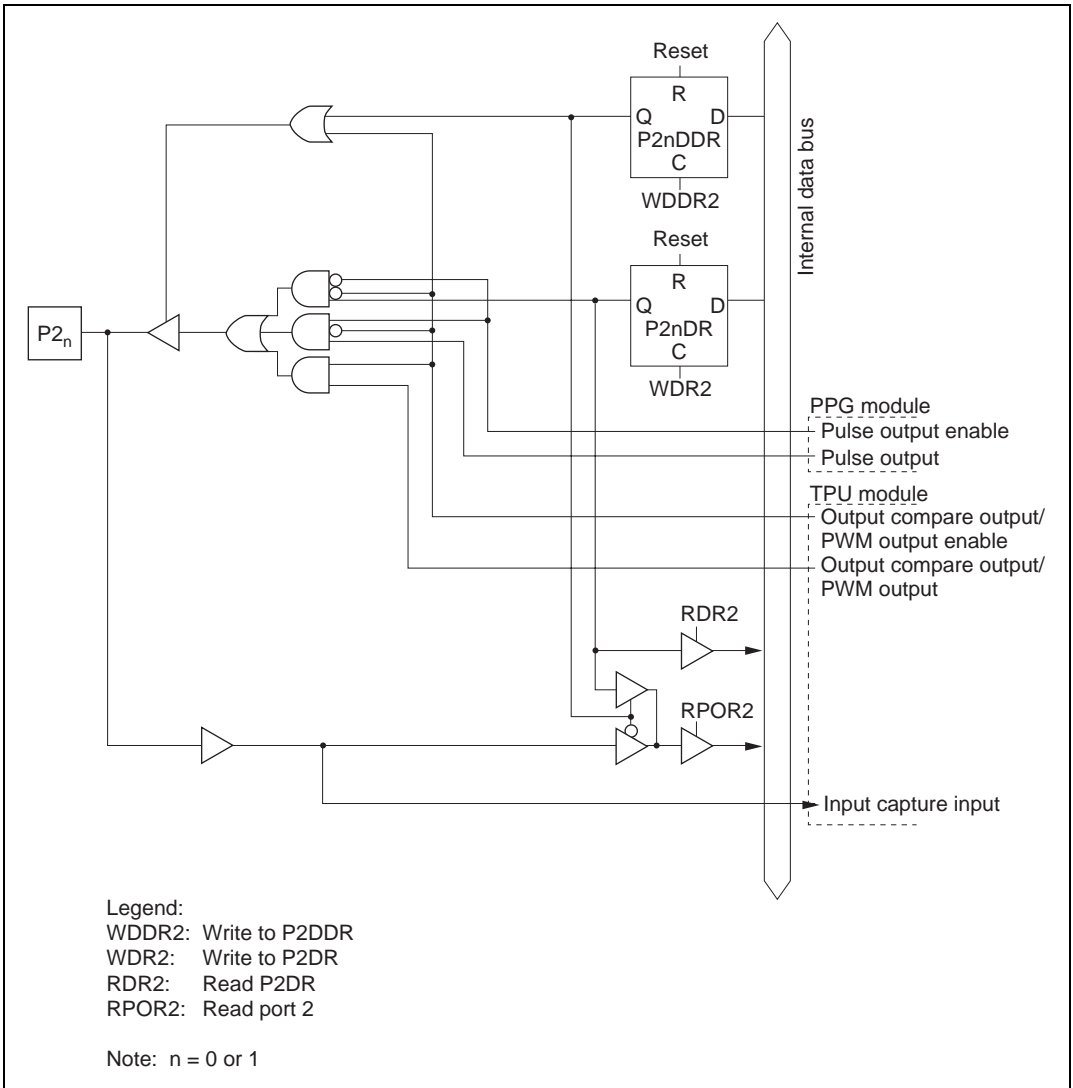 Reset
R
Q D
P2nDDR
C
WDDR2
Internal data bus
Reset
R
Q D
P2nDR
C
WDR2
P2n
PPG module
Pulse output enable
Pulse output
TPU module
Output compare output/
PWM output enable
Output compare output/
PWM output
RDR2
RPOR2
Input capture input
Legend:
WDDR2: Write to P2DDR
WDR2: Write to P2DR
RDR2: Read P2DR
RPOR2: Read port 2
Note: n = 0 or 1